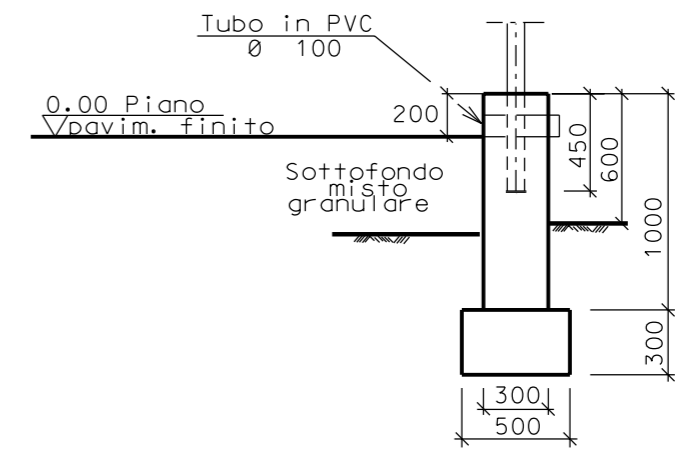 Tubo in PVC
Ø 100
0.00 Piano
pavim. finito
200
450
600
Sottofondo
misto
granulare
1000
300
300
500